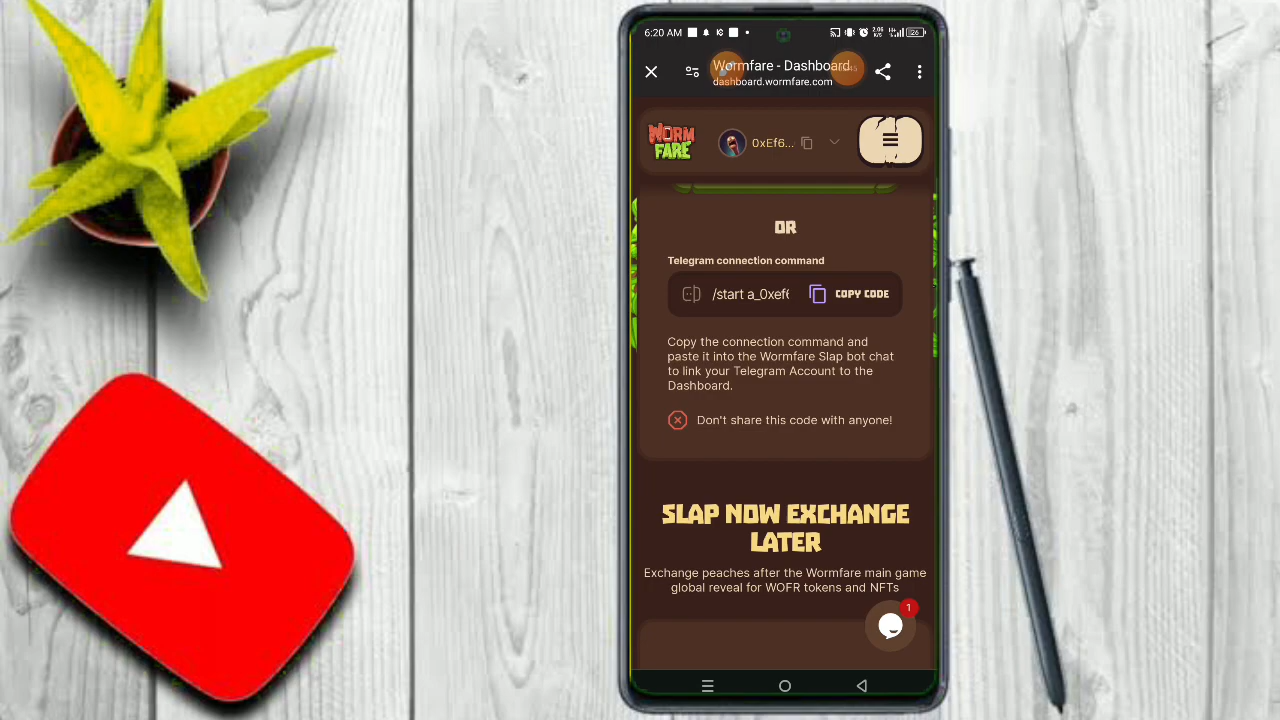 6:20 AM
Wormfare - Dashboard
dashboard.wormfare.com
WORM
FARE
0xEf6...
OR
Telegram connection command
/start a_0xef6
COPY CODE
Copy the connection command and
paste it into the Wormfare Slap bot chat
to link your Telegram Account to the
Dashboard.
Don't share this code with anyone!
SLAP NOW EXCHANGE
LATER
Exchange peaches after the Wormfare main game
global reveal for WOFR tokens and NFTs
1